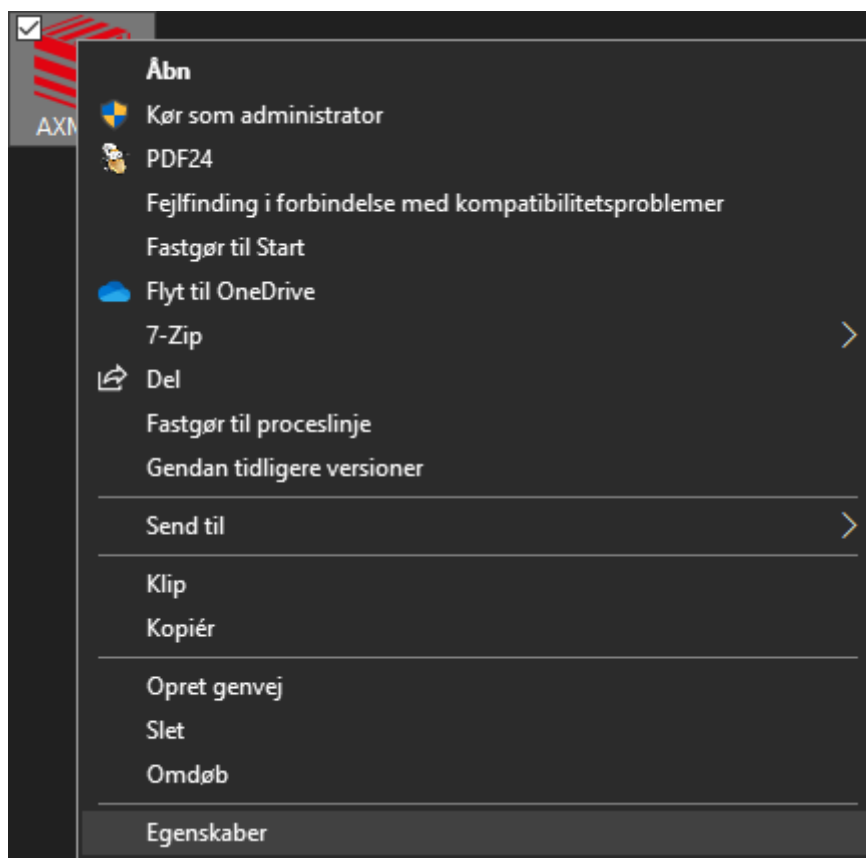 Åbn
Kør som administrator
PDF24
Fejlfinding i forbindelse med kompatibilitetsproblemer
Fastgør til Start
Flyt til OneDrive
7-Zip
Del
Fastgør til proceslinje
Gendan tidligere versioner
Send til
Klip
Kopiér
Opret genvej
Slet
Omdøb
Egenskaber